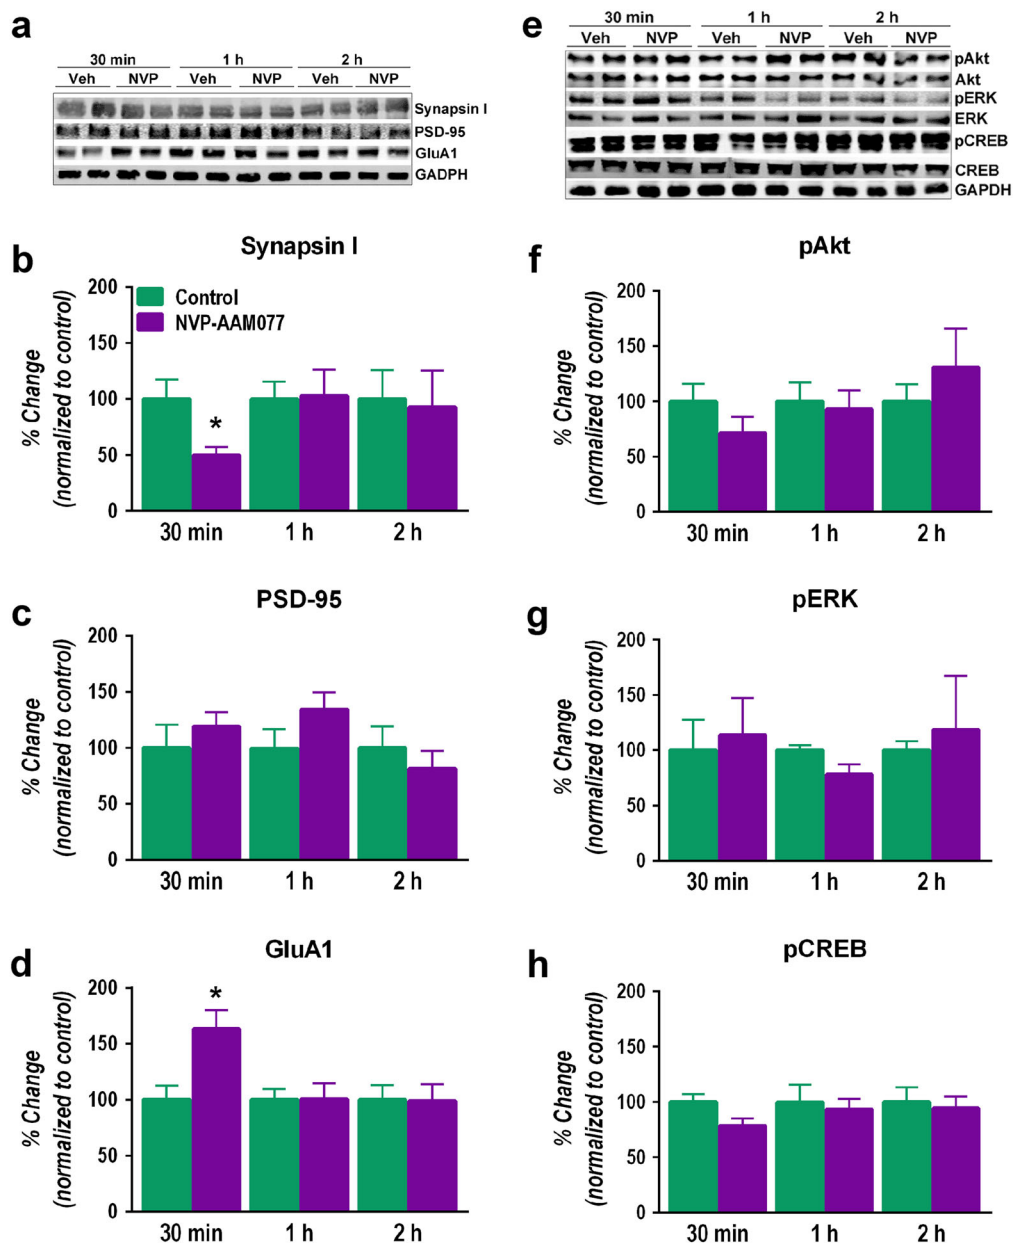 a
30 min 1 h 2 h
Veh NVP Veh NVP Veh NVP
Synapsin I
PSD-95
GluA1
GADPH
e
30 min 1 h 2 h
Veh NVP Veh NVP Veh NVP
pAkt
Akt
pERK
ERK
pCREB
CREB
GAPDH
b
Synapsin I
% Change
(normalized to control)
200
150
100
50
0
Control
NVP-AAM077
*
30 min 1 h 2 h
f
pAkt
% Change
(normalized to control)
200
150
100
50
0
30 min 1 h 2 h
c
PSD-95
% Change
(normalized to control)
200
150
100
50
0
30 min 1 h 2 h
g
pERK
% Change
(normalized to control)
200
150
100
50
0
30 min 1 h 2 h
d
GluA1
% Change
(normalized to control)
200
150
100
50
0
*
30 min 1 h 2 h
h
pCREB
% Change
(normalized to control)
200
150
100
50
0
30 min 1 h 2 h